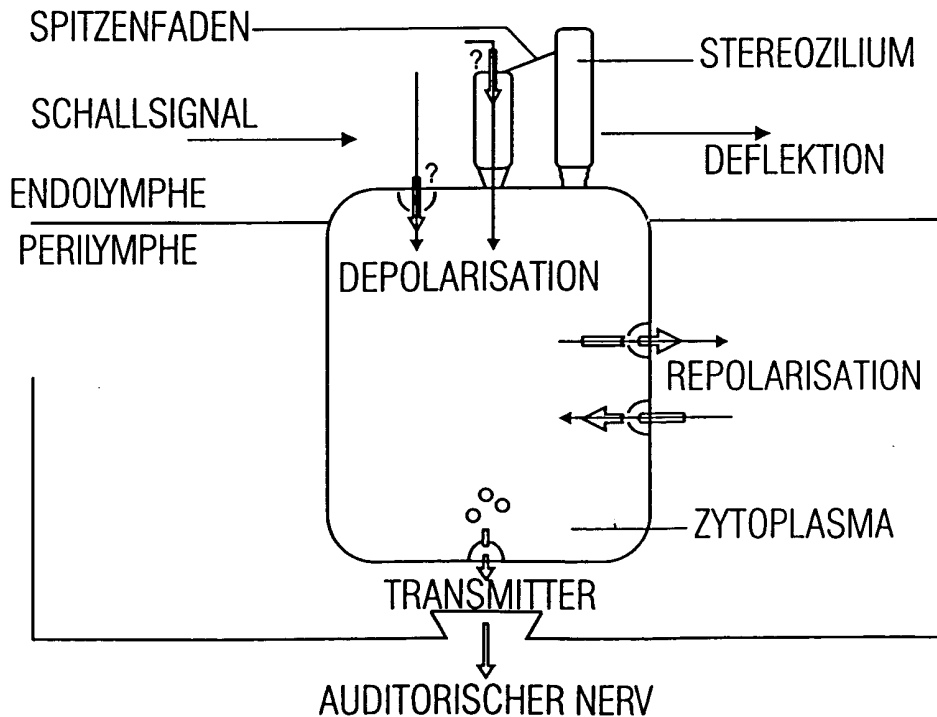 SPITZENFADEN
?
STEREOZILIUM
SCHALLSIGNAL
DEFLEKTION
?
ENDOLYMPHE
PERILYMPHE
DEPOLARISATION
REPOLARISATION
ZYTOPLASMA
TRANSMITTER
AUDITORISCHER NERV